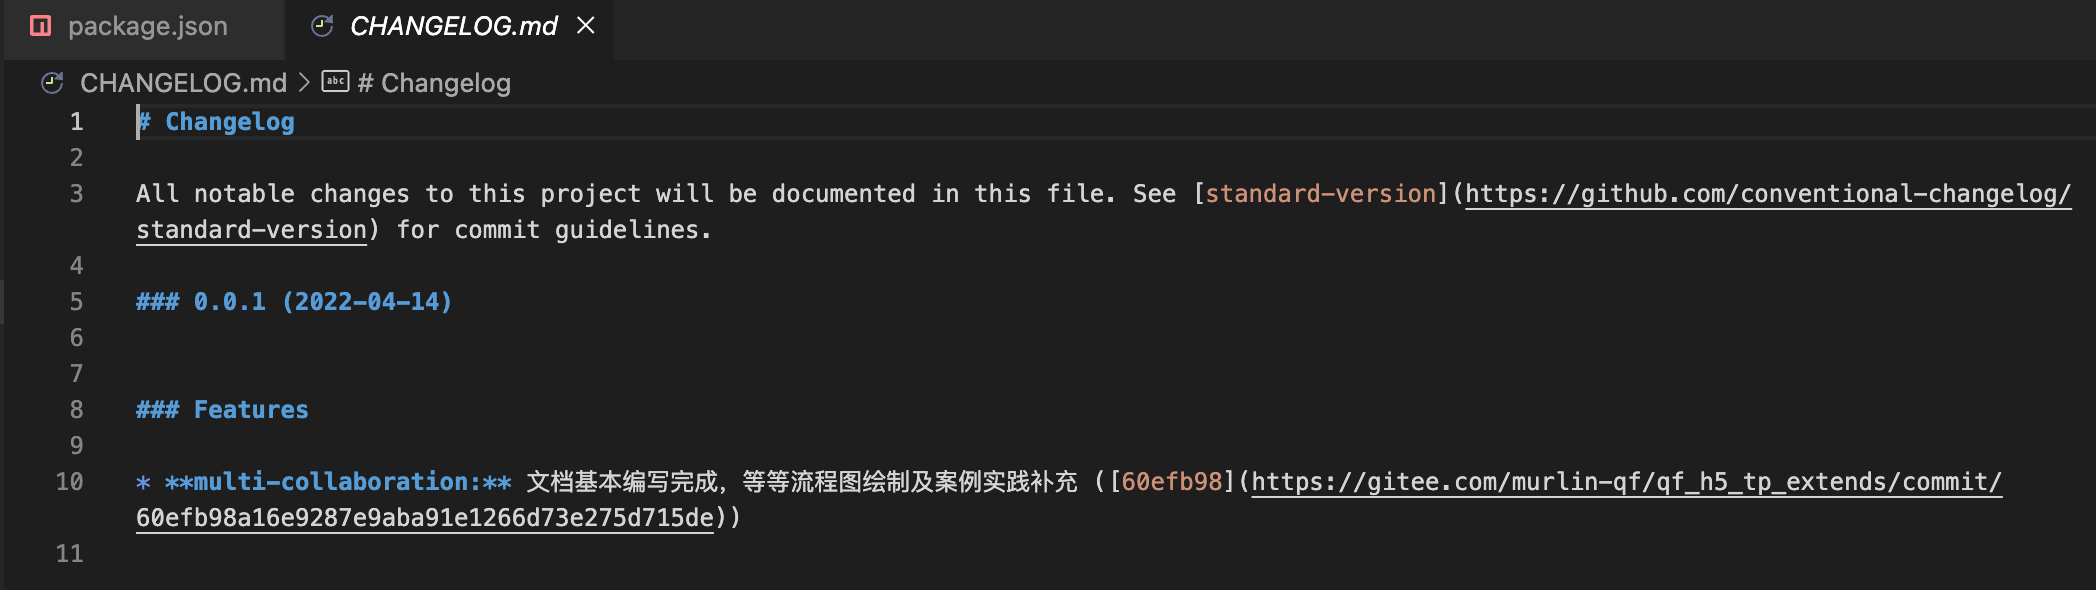 package.json
CHANGELOG.md
CHANGELOG.md > # Changelog
1 # Changelog
2
3 All notable changes to this project will be documented in this file. See [standard-version](https://github.com/conventional-changelog/
standard-version) for commit guidelines.
4
5 ### 0.0.1 (2022-04-14)
6
7
8 ### Features
9
10 * **multi-collaboration:** 文档基本编写完成，等等流程图绘制及案例实践补充 ([60efb98](https://gitee.com/murlin-qf/qf_h5_tp_extends/commit/
60efb98a16e9287e9aba91e1266d73e275d715de))
11